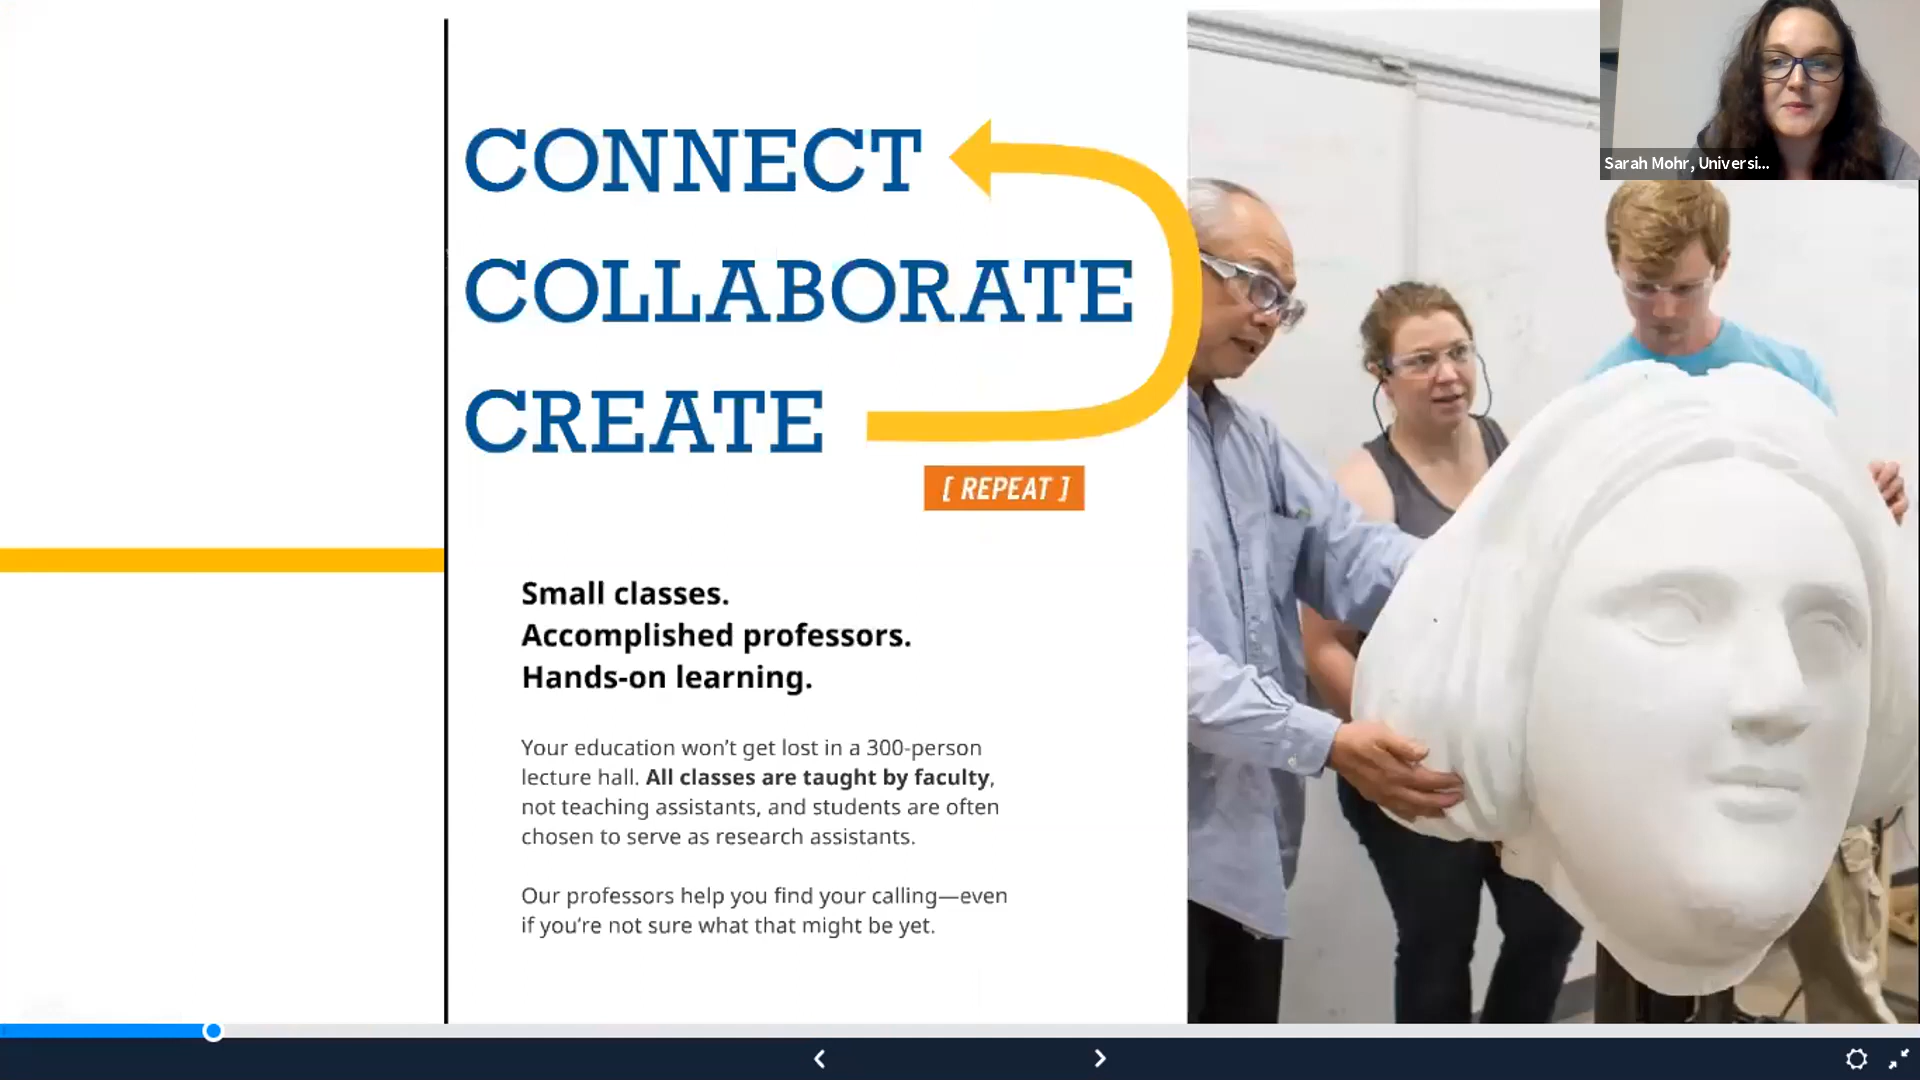 CONNECT
COLLABORATE
CREATE
[ REPEAT ]
Small classes.
Accomplished professors.
Hands-on learning.
Your education won’t get lost in a 300-person
lecture hall. All classes are taught by faculty,
not teaching assistants, and students are often
chosen to serve as research assistants.
Our professors help you find your calling—even
if you’re not sure what that might be yet.
Sarah Mohr, Universi...